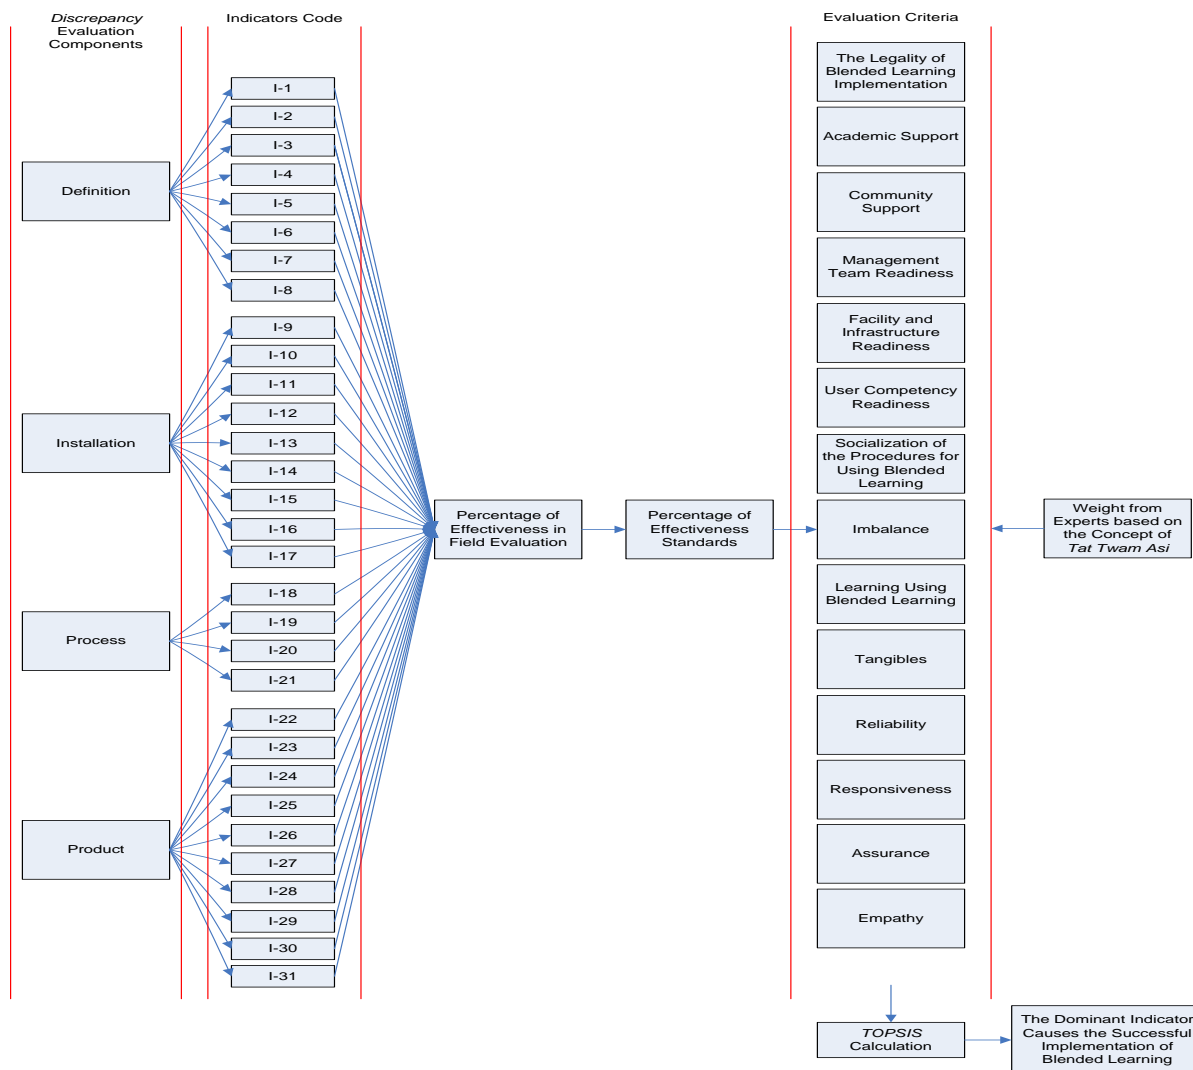 Discrepancy
Evaluation
Components
Indicators Code
Evaluation Criteria
Definition
Installation
Process
Product
I-1
I-2
I-3
I-4
I-5
I-6
I-7
I-8
I-9
I-10
I-11
I-12
I-13
I-14
I-15
I-16
I-17
I-18
I-19
I-20
I-21
I-22
I-23
I-24
I-25
I-26
I-27
I-28
I-29
I-30
I-31
Percentage of
Effectiveness in
Field Evaluation
Percentage of
Effectiveness
Standards
The Legality of
Blended Learning
Implementation
Academic Support
Community
Support
Management
Team Readiness
Facility and
Infrastructure
Readiness
User Competency
Readiness
Socialization of
the Procedures for
Using Blended
Learning
Imbalance
Learning Using
Blended Learning
Tangibles
Reliability
Responsiveness
Assurance
Empathy
Weight from
Experts based on
the Concept of
Tat Twam Asi
TOPSIS
Calculation
The Dominant Indicator
Causes the Successful
Implementation of
Blended Learning